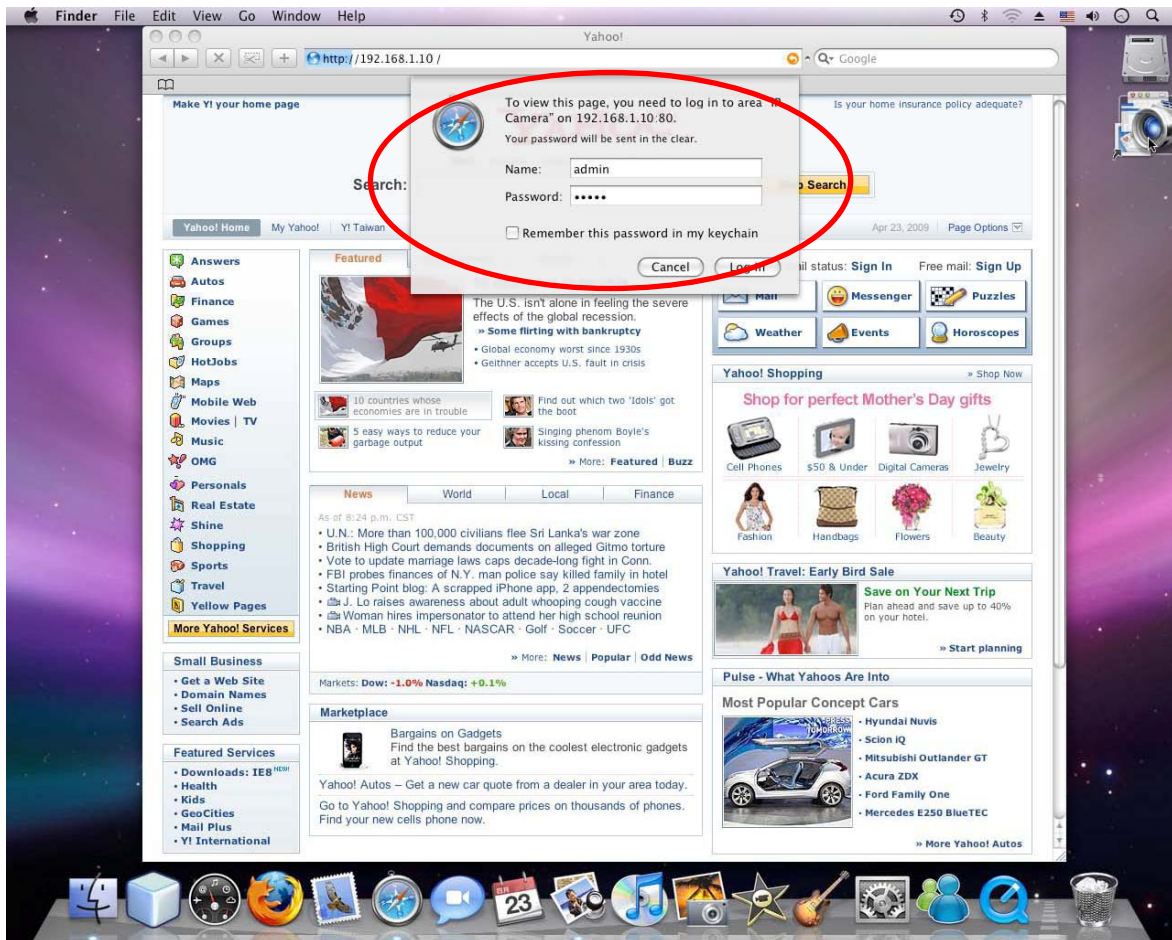 Finder File Edit View Go Window Help
Yahoo!
http://192.168.1.10 /
Google
Make Y! your home page
Is your home insurance policy adequate?
To view this page, you need to log in to area "IP
Camera" on 192.168.1.10:80.
Your password will be sent in the clear.
Name: admin
Password: •••••
Remember this password in my keychain
Cancel Log In
Search:
Search
Yahoo! Home My Yahoo! Y! Taiwan
Apr 23, 2009 Page Options
Answers
Autos
Finance
Games
Groups
HotJobs
Maps
Mobile Web
Movies | TV
Music
OMG
Personals
Real Estate
Shine
Shopping
Sports
Travel
Yellow Pages
More Yahoo! Services
Small Business
• Get a Web Site
• Domain Names
• Sell Online
• Search Ads
Featured Services
• Downloads: IE8 NEW!
• Health
• Kids
• GeoCities
• Mail Plus
• Y! International
Featured
The U.S. isn't alone in feeling the severe
effects of the global recession.
» Some flirting with bankruptcy
• Global economy worst since 1930s
• Geithner accepts U.S. fault in crisis
10 countries whose
economies are in trouble
Find out which two 'Idols' got
the boot
5 easy ways to reduce your
garbage output
Singing phenom Boyle's
kissing confession
» More: Featured | Buzz
News World Local Finance
As of 8:24 p.m. CST
• U.N.: More than 100,000 civilians flee Sri Lanka's war zone
• British High Court demands documents on alleged Gitmo torture
• Vote to update marriage laws caps decade-long fight in Conn.
• FBI probes finances of N.Y. man police say killed family in hotel
• Starting Point blog: A scrapped iPhone app, 2 appendectomies
• J. Lo raises awareness about adult whooping cough vaccine
• Woman hires impersonator to attend her high school reunion
• NBA · MLB · NHL · NFL · NASCAR · Golf · Soccer · UFC
» More: News | Popular | Odd News
Markets: Dow: -1.0% Nasdaq: +0.1%
Marketplace
Bargains on Gadgets
Find the best bargains on the coolest electronic gadgets
at Yahoo! Shopping.
Yahoo! Autos – Get a new car quote from a dealer in your area today.
Go to Yahoo! Shopping and compare prices on thousands of phones.
Find your new cells phone now.
status: Sign In Free mail: Sign Up
Mail Messenger Puzzles
Weather Events Horoscopes
Yahoo! Shopping » Shop Now
Shop for perfect Mother's Day gifts
Cell Phones $50 & Under Digital Cameras Jewelry
Fashion Handbags Flowers Beauty
Yahoo! Travel: Early Bird Sale
Save on Your Next Trip
Plan ahead and save up to 40%
on your hotel.
» Start planning
Pulse - What Yahoos Are Into
Most Popular Concept Cars
• Hyundai Nuvis
• Scion iQ
• Mitsubishi Outlander GT
• Acura ZDX
• Ford Family One
• Mercedes E250 BlueTEC
» More Yahoo! Autos
23